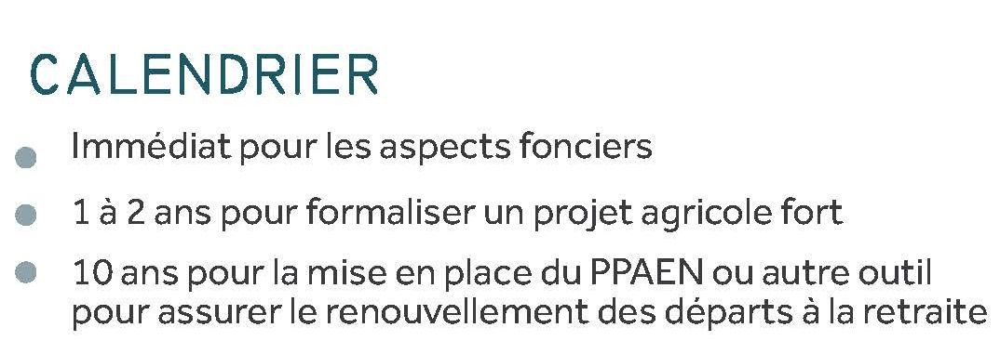 CALENDRIER
Immédiat pour les aspects fonciers
1 à 2 ans pour formaliser un projet agricole fort
10 ans pour la mise en place du PPAEN ou autre outil
pour assurer le renouvellement des départs à la retraite